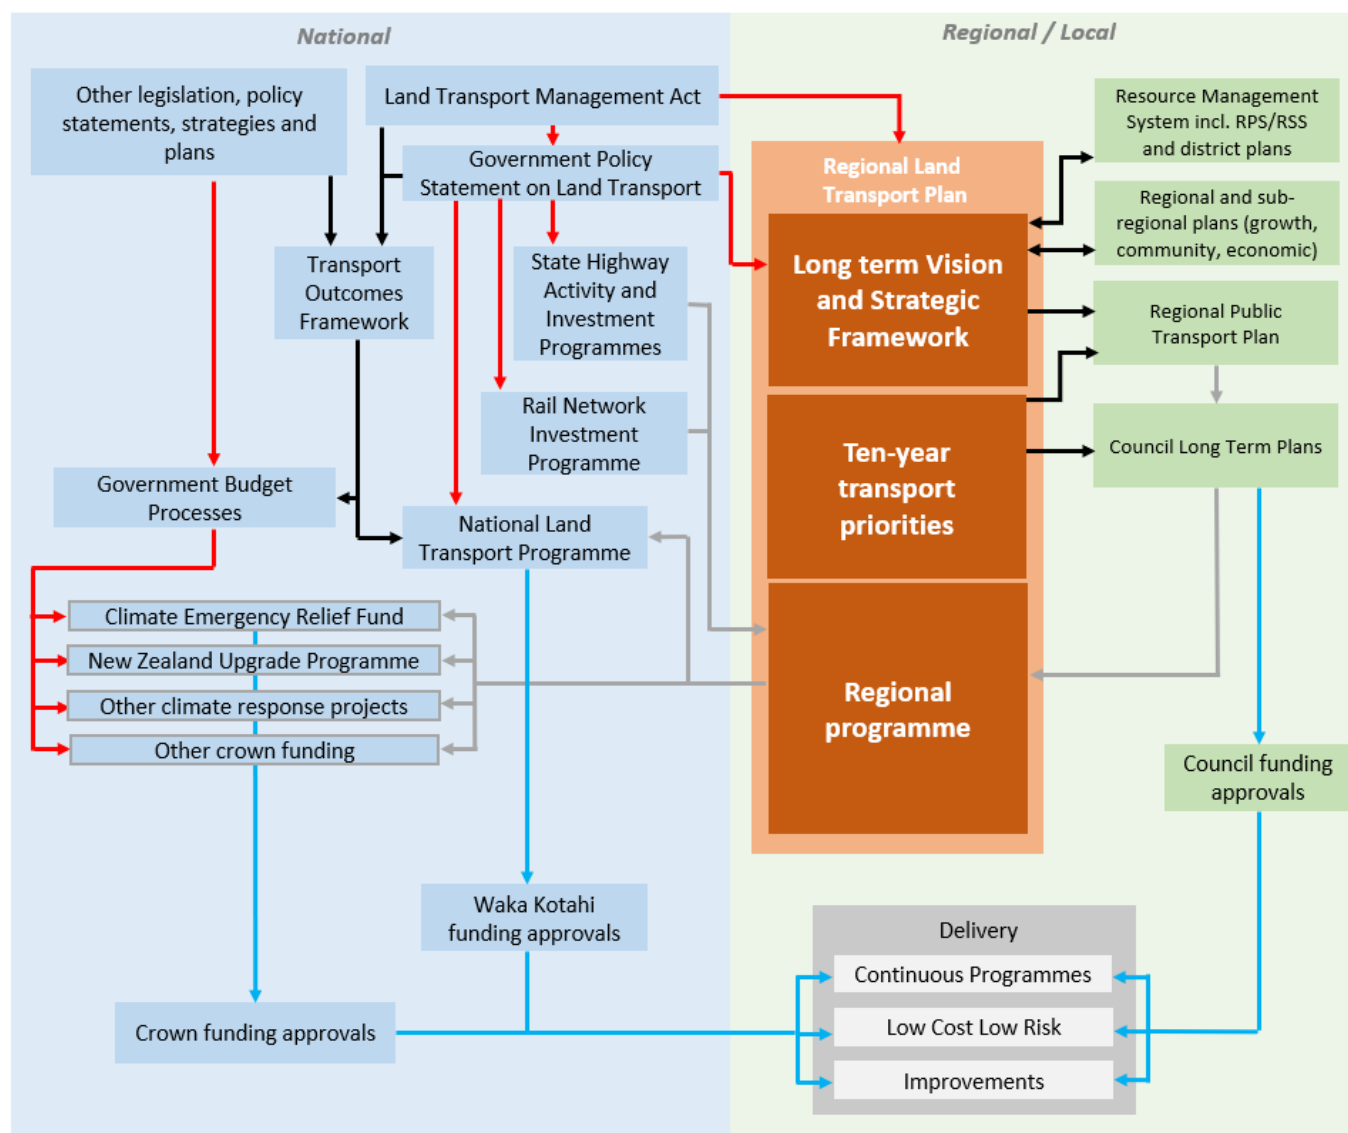 National
Regional / Local
Other legislation, policy
statements, strategies and
plans
Land Transport Management Act
Government Policy
Statement on Land Transport
Transport
Outcomes
Framework
State Highway
Activity and
Investment
Programmes
Rail Network
Investment
Programme
Government Budget
Processes
National Land
Transport Programme
Climate Emergency Relief Fund
New Zealand Upgrade Programme
Other climate response projects
Other crown funding
Waka Kotahi
funding approvals
Crown funding approvals
Regional Land
Transport Plan
Long term Vision
and Strategic
Framework
Ten-year
transport
priorities
Regional
programme
Resource Management
System incl. RPS/RSS
and district plans
Regional and sub-
regional plans (growth,
community, economic)
Regional Public
Transport Plan
Council Long Term Plans
Council funding
approvals
Delivery
Continuous Programmes
Low Cost Low Risk
Improvements